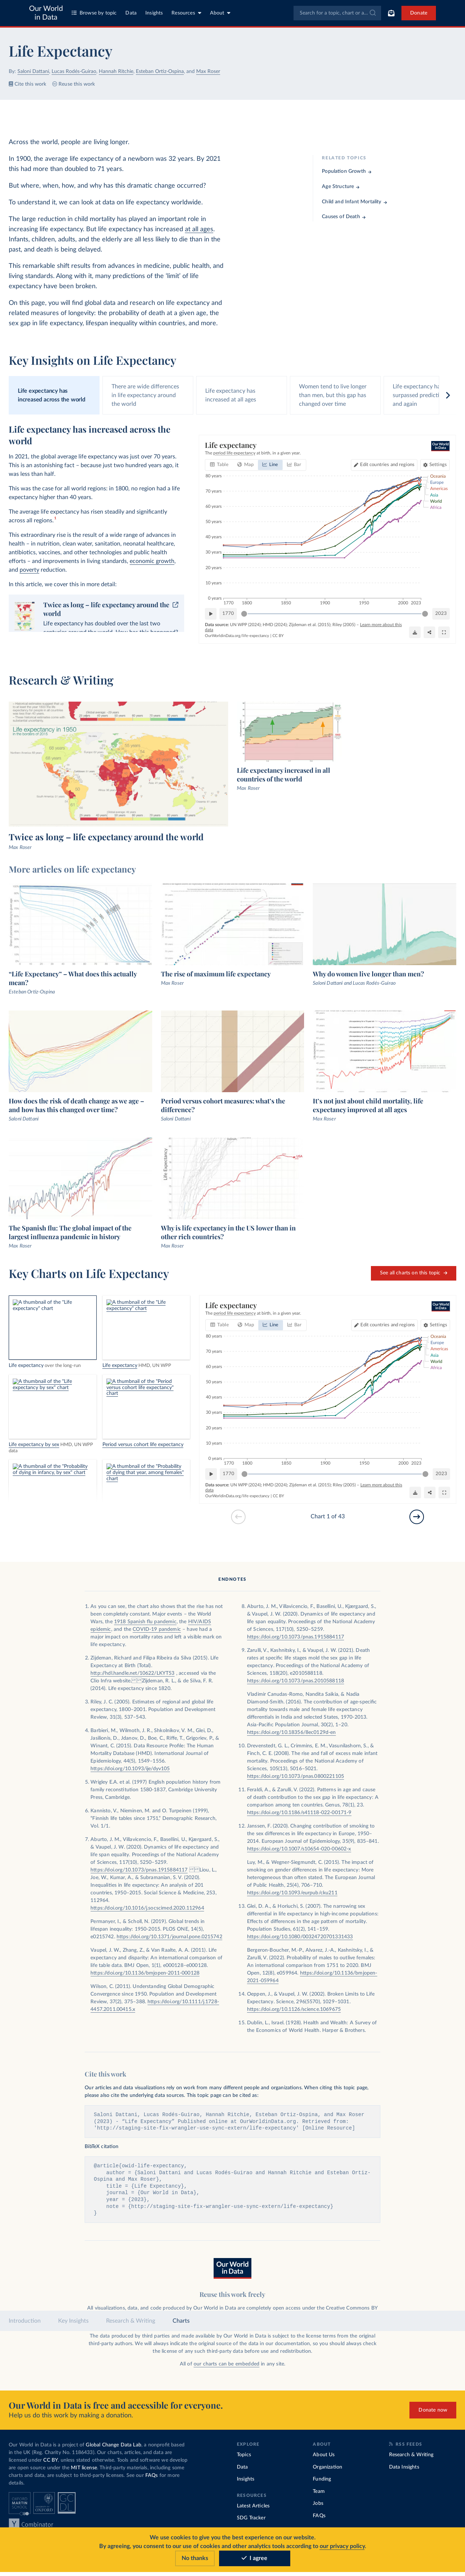 Our World
in Data
Browse by topic
Data
Insights
Resources
About
Search for a topic, chart or a...
Donate
Life Expectancy
By: Saloni Dattani, Lucas Rodés-Guirao, Hannah Ritchie, Esteban Ortiz-Ospina, and Max Roser
Cite this work
Reuse this work
Across the world, people are living longer.
In 1900, the average life expectancy of a newborn was 32 years. By 2021
this had more than doubled to 71 years.
But where, when, how, and why has this dramatic change occurred?
To understand it, we can look at data on life expectancy worldwide.
The large reduction in child mortality has played an important role in
increasing life expectancy. But life expectancy has increased at all ages.
Infants, children, adults, and the elderly are all less likely to die than in the
past, and death is being delayed.
This remarkable shift results from advances in medicine, public health, and
living standards. Along with it, many predictions of the ‘limit’ of life
expectancy have been broken.
On this page, you will find global data and research on life expectancy and
related measures of longevity: the probability of death at a given age, the
sex gap in life expectancy, lifespan inequality within countries, and more.
RELATED TOPICS
Population Growth →
Age Structure →
Child and Infant Mortality →
Causes of Death →
Key Insights on Life Expectancy
Life expectancy has
increased across the world
There are wide differences
in life expectancy around
the world
Life expectancy has
increased at all ages
Women tend to live longer
than men, but this gap has
changed over time
Life expectancy ha
surpassed predicti
and again
Life expectancy has increased across the
world
In 2021, the global average life expectancy was just over 70 years.
This is an astonishing fact – because just two hundred years ago, it
was less than half.
This was the case for all world regions: in 1800, no region had a life
expectancy higher than 40 years.
The average life expectancy has risen steadily and significantly
across all regions.1
This extraordinary rise is the result of a wide range of advances in
health – in nutrition, clean water, sanitation, neonatal healthcare,
antibiotics, vaccines, and other technologies and public health
efforts – and improvements in living standards, economic growth,
and poverty reduction.
In this article, we cover this in more detail:
Twice as long – life expectancy around the
world
Life expectancy has doubled over the last two
Life expectancy
The period life expectancy at birth, in a given year.
Our World
in Data
Table
Map
Line
Bar
Edit countries and regions
Settings
80 years
70 years
60 years
50 years
40 years
30 years
20 years
10 years
0 years
1770
1800
1850
1900
1950
2000
2023
Oceania
Europe
Americas
Asia
World
Africa
1770
2023
Data source: UN WPP (2024); HMD (2024); Zijdeman et al. (2015); Riley (2005) – Learn more about this
data
OurWorldinData.org/life-expectancy | CC BY
Research & Writing
Life expectancy in 1950
Twice as long – life expectancy around the world
Max Roser
Life expectancy increased in all
countries of the world
Max Roser
More articles on life expectancy
“Life Expectancy” – What does this actually
mean?
Esteban Ortiz-Ospina
The rise of maximum life expectancy
Max Roser
Why do women live longer than men?
Saloni Dattani and Lucas Rodés-Guirao
How does the risk of death change as we age –
and how has this changed over time?
Saloni Dattani
Period versus cohort measures: what’s the
difference?
Saloni Dattani
It’s not just about child mortality, life
expectancy improved at all ages
Max Roser
The Spanish flu: The global impact of the
largest influenza pandemic in history
Max Roser
Life Expectancy
Why is life expectancy in the US lower than in
other rich countries?
Max Roser
Key Charts on Life Expectancy
See all charts on this topic →
A thumbnail of the "Life
expectancy" chart
Life expectancy over the long-run
A thumbnail of the "Life
expectancy" chart
Life expectancy HMD, UN WPP
A thumbnail of the "Life
expectancy by sex" chart
Life expectancy by sex HMD, UN WPP
data
A thumbnail of the "Period
versus cohort life expectancy"
chart
Period versus cohort life expectancy
A thumbnail of the "Probability
of dying in infancy, by sex" chart
A thumbnail of the "Probability
of dying that year, among females"
chart
Life expectancy
The period life expectancy at birth, in a given year.
Our World
in Data
Table
Map
Line
Bar
Edit countries and regions
Settings
80 years
70 years
60 years
50 years
40 years
30 years
20 years
10 years
0 years
1770
1800
1850
1900
1950
2000
2023
Oceania
Europe
Americas
Asia
World
Africa
1770
2023
Data source: UN WPP (2024); HMD (2024); Zijdeman et al. (2015); Riley (2005) – Learn more about this
data
OurWorldinData.org/life-expectancy | CC BY
Chart 1 of 43
ENDNOTES
1. As you can see, the chart also shows that the rise has not
been completely constant. Major events – the World
Wars, the 1918 Spanish flu pandemic, the HIV/AIDS
epidemic, and the COVID-19 pandemic – have had a
major impact on mortality rates and left a visible mark on
life expectancy.
2. Zijdeman, Richard and Filipa Ribeira da Silva (2015). Life
Expectancy at Birth (Total).
http://hdl.handle.net/10622/LKYT53 , accessed via the
Clio Infra website. Zijdeman, R. L., & de Silva, F. R.
(2014). Life expectancy since 1820.
3. Riley, J. C. (2005). Estimates of regional and global life
expectancy, 1800–2001. Population and Development
Review, 31(3), 537–543.
4. Barbieri, M., Wilmoth, J. R., Shkolnikov, V. M., Glei, D.,
Jasilionis, D., Jdanov, D., Boe, C., Riffe, T., Grigoriev, P., &
Winant, C. (2015). Data Resource Profile: The Human
Mortality Database (HMD). International Journal of
Epidemiology, 44(5), 1549–1556.
https://doi.org/10.1093/ije/dyv105
5. Wrigley E.A. et al. (1997) English population history from
family reconstitution 1580-1837, Cambridge University
Press.
6. Kannisto, V., Nieminen, M. and O. Turpeinen (1999).
"Finnish life tables since 1751," Demographic Research,
Vol. 1/1.
7. Aburto, J. M., Villavicencio, F., Basellini, U., Kjærgaard, S.,
& Vaupel, J. W. (2020). Dynamics of life expectancy and
life span equality. Proceedings of the National Academy
of Sciences, 117(10), 5250–5259.
https://doi.org/10.1073/pnas.1915884117 Liou, L.,
Joe, W., Kumar, A., & Subramanian, S. V. (2020).
Inequalities in life expectancy: An analysis of 201
countries, 1950–2015. Social Science & Medicine, 253,
112964.
https://doi.org/10.1016/j.socscimed.2020.112964
Permanyer, I., & Scholl, N. (2019). Global trends in
lifespan inequality: 1950-2015. PLOS ONE, 14(5),
e0215742. https://doi.org/10.1371/journal.pone.0215742
Vaupel, J. W., Zhang, Z., & Van Raalte, A. A. (2011). Life
expectancy and disparity: An international comparison of
life table data. BMJ Open, 1(1), e000128–e000128.
https://doi.org/10.1136/bmjopen-2011-000128
Wilson, C. (2011). Understanding Global Demographic
Convergence since 1950. Population and Development
Review, 37(2), 375–388. https://doi.org/10.1111/j.1728-
4457.2011.00415.x
8. Aburto, J. M., Villavicencio, F., Basellini, U., Kjærgaard, S.,
& Vaupel, J. W. (2020). Dynamics of life expectancy and
life span equality. Proceedings of the National Academy
of Sciences, 117(10), 5250–5259.
https://doi.org/10.1073/pnas.1915884117
9. Zarulli, V., Kashnitsky, I., & Vaupel, J. W. (2021). Death
rates at specific life stages mold the sex gap in life
expectancy. Proceedings of the National Academy of
Sciences, 118(20), e2010588118.
https://doi.org/10.1073/pnas.2010588118
Vladimir Canudas-Romo, Nandita Saikia, & Nadia
Diamond-Smith. (2016). The contribution of age-specific
mortality towards male and female life expectancy
differentials in India and selected States, 1970-2013.
Asia-Pacific Population Journal, 30(2), 1–20.
https://doi.org/10.18356/8ec0129d-en
10. Drevenstedt, G. L., Crimmins, E. M., Vasunilashorn, S., &
Finch, C. E. (2008). The rise and fall of excess male infant
mortality. Proceedings of the National Academy of
Sciences, 105(13), 5016–5021.
https://doi.org/10.1073/pnas.0800221105
11. Feraldi, A., & Zarulli, V. (2022). Patterns in age and cause
of death contribution to the sex gap in life expectancy: A
comparison among ten countries. Genus, 78(1), 23.
https://doi.org/10.1186/s41118-022-00171-9
12. Janssen, F. (2020). Changing contribution of smoking to
the sex differences in life expectancy in Europe, 1950–
2014. European Journal of Epidemiology, 35(9), 835–841.
https://doi.org/10.1007/s10654-020-00602-x
Luy, M., & Wegner-Siegmundt, C. (2015). The impact of
smoking on gender differences in life expectancy: More
heterogeneous than often stated. The European Journal
of Public Health, 25(4), 706–710.
https://doi.org/10.1093/eurpub/cku211
13. Glei, D. A., & Horiuchi, S. (2007). The narrowing sex
differential in life expectancy in high-income populations:
Effects of differences in the age pattern of mortality.
Population Studies, 61(2), 141–159.
https://doi.org/10.1080/00324720701331433
Bergeron-Boucher, M.-P., Alvarez, J.-A., Kashnitsky, I., &
Zarulli, V. (2022). Probability of males to outlive females:
An international comparison from 1751 to 2020. BMJ
Open, 12(8), e059964. https://doi.org/10.1136/bmjopen-
2021-059964
14. Oeppen, J., & Vaupel, J. W. (2002). Broken Limits to Life
Expectancy. Science, 296(5570), 1029–1031.
https://doi.org/10.1126/science.1069675
15. Dublin, L., Israel. (1928). Health and Wealth: A Survey of
the Economics of World Health. Harper & Brothers.
Cite this work
Our articles and data visualizations rely on work from many different people and organizations. When citing this topic page,
please also cite the underlying data sources. This topic page can be cited as:
Saloni Dattani, Lucas Rodés-Guirao, Hannah Ritchie, Esteban Ortiz-Ospina, and Max Roser
(2023) - “Life Expectancy” Published online at OurWorldinData.org. Retrieved from:
'http://staging-site-fix-wrangler-use-sync-extern/life-expectancy' [Online Resource]
BibTeX citation
@article{owid-life-expectancy,
author = {Saloni Dattani and Lucas Rodés-Guirao and Hannah Ritchie and Esteban Ortiz-
Ospina and Max Roser},
title = {Life Expectancy},
journal = {Our World in Data},
year = {2023},
note = {http://staging-site-fix-wrangler-use-sync-extern/life-expectancy}
}
Our World
in Data
Reuse this work freely
All visualizations, data, and code produced by Our World in Data are completely open access under the Creative Commons BY
Introduction
Key Insights
Research & Writing
Charts
The data produced by third parties and made available by Our World in Data is subject to the license terms from the original
third-party authors. We will always indicate the original source of the data in our documentation, so you should always check
the license of any such third-party data before use and redistribution.
All of our charts can be embedded in any site.
Our World in Data is free and accessible for everyone.
Help us do this work by making a donation.
Donate now
Our World in Data is a project of Global Change Data Lab, a nonprofit based
in the UK (Reg. Charity No. 1186433). Our charts, articles, and data are
licensed under CC BY, unless stated otherwise. Tools and software we develop
are open source under the MIT license. Third-party materials, including some
charts and data, are subject to third-party licenses. See our FAQs for more
details.
OXFORD
MARTIN
SCHOOL
Y Combinator
EXPLORE
Topics
Data
Insights
RESOURCES
Latest Articles
SDG Tracker
ABOUT
About Us
Organization
Funding
Team
Jobs
FAQs
RSS FEEDS
Research & Writing
Data Insights
We use cookies to give you the best experience on our website.
By agreeing, you consent to our use of cookies and other analytics tools according to our privacy policy.
No thanks
I agree